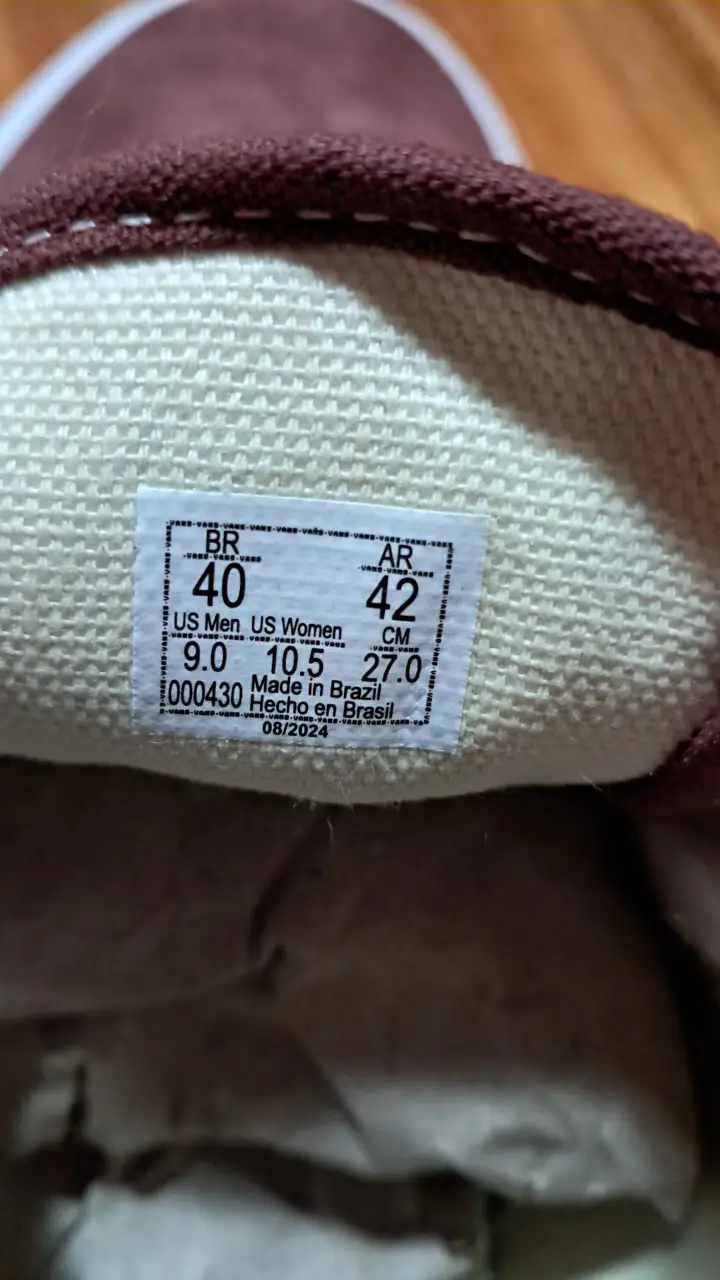 BR AR
40 42
US Men US Women CM
9.0 10.5 27.0
000430 Made in Brazil
Hecho en Brasil
08/2024